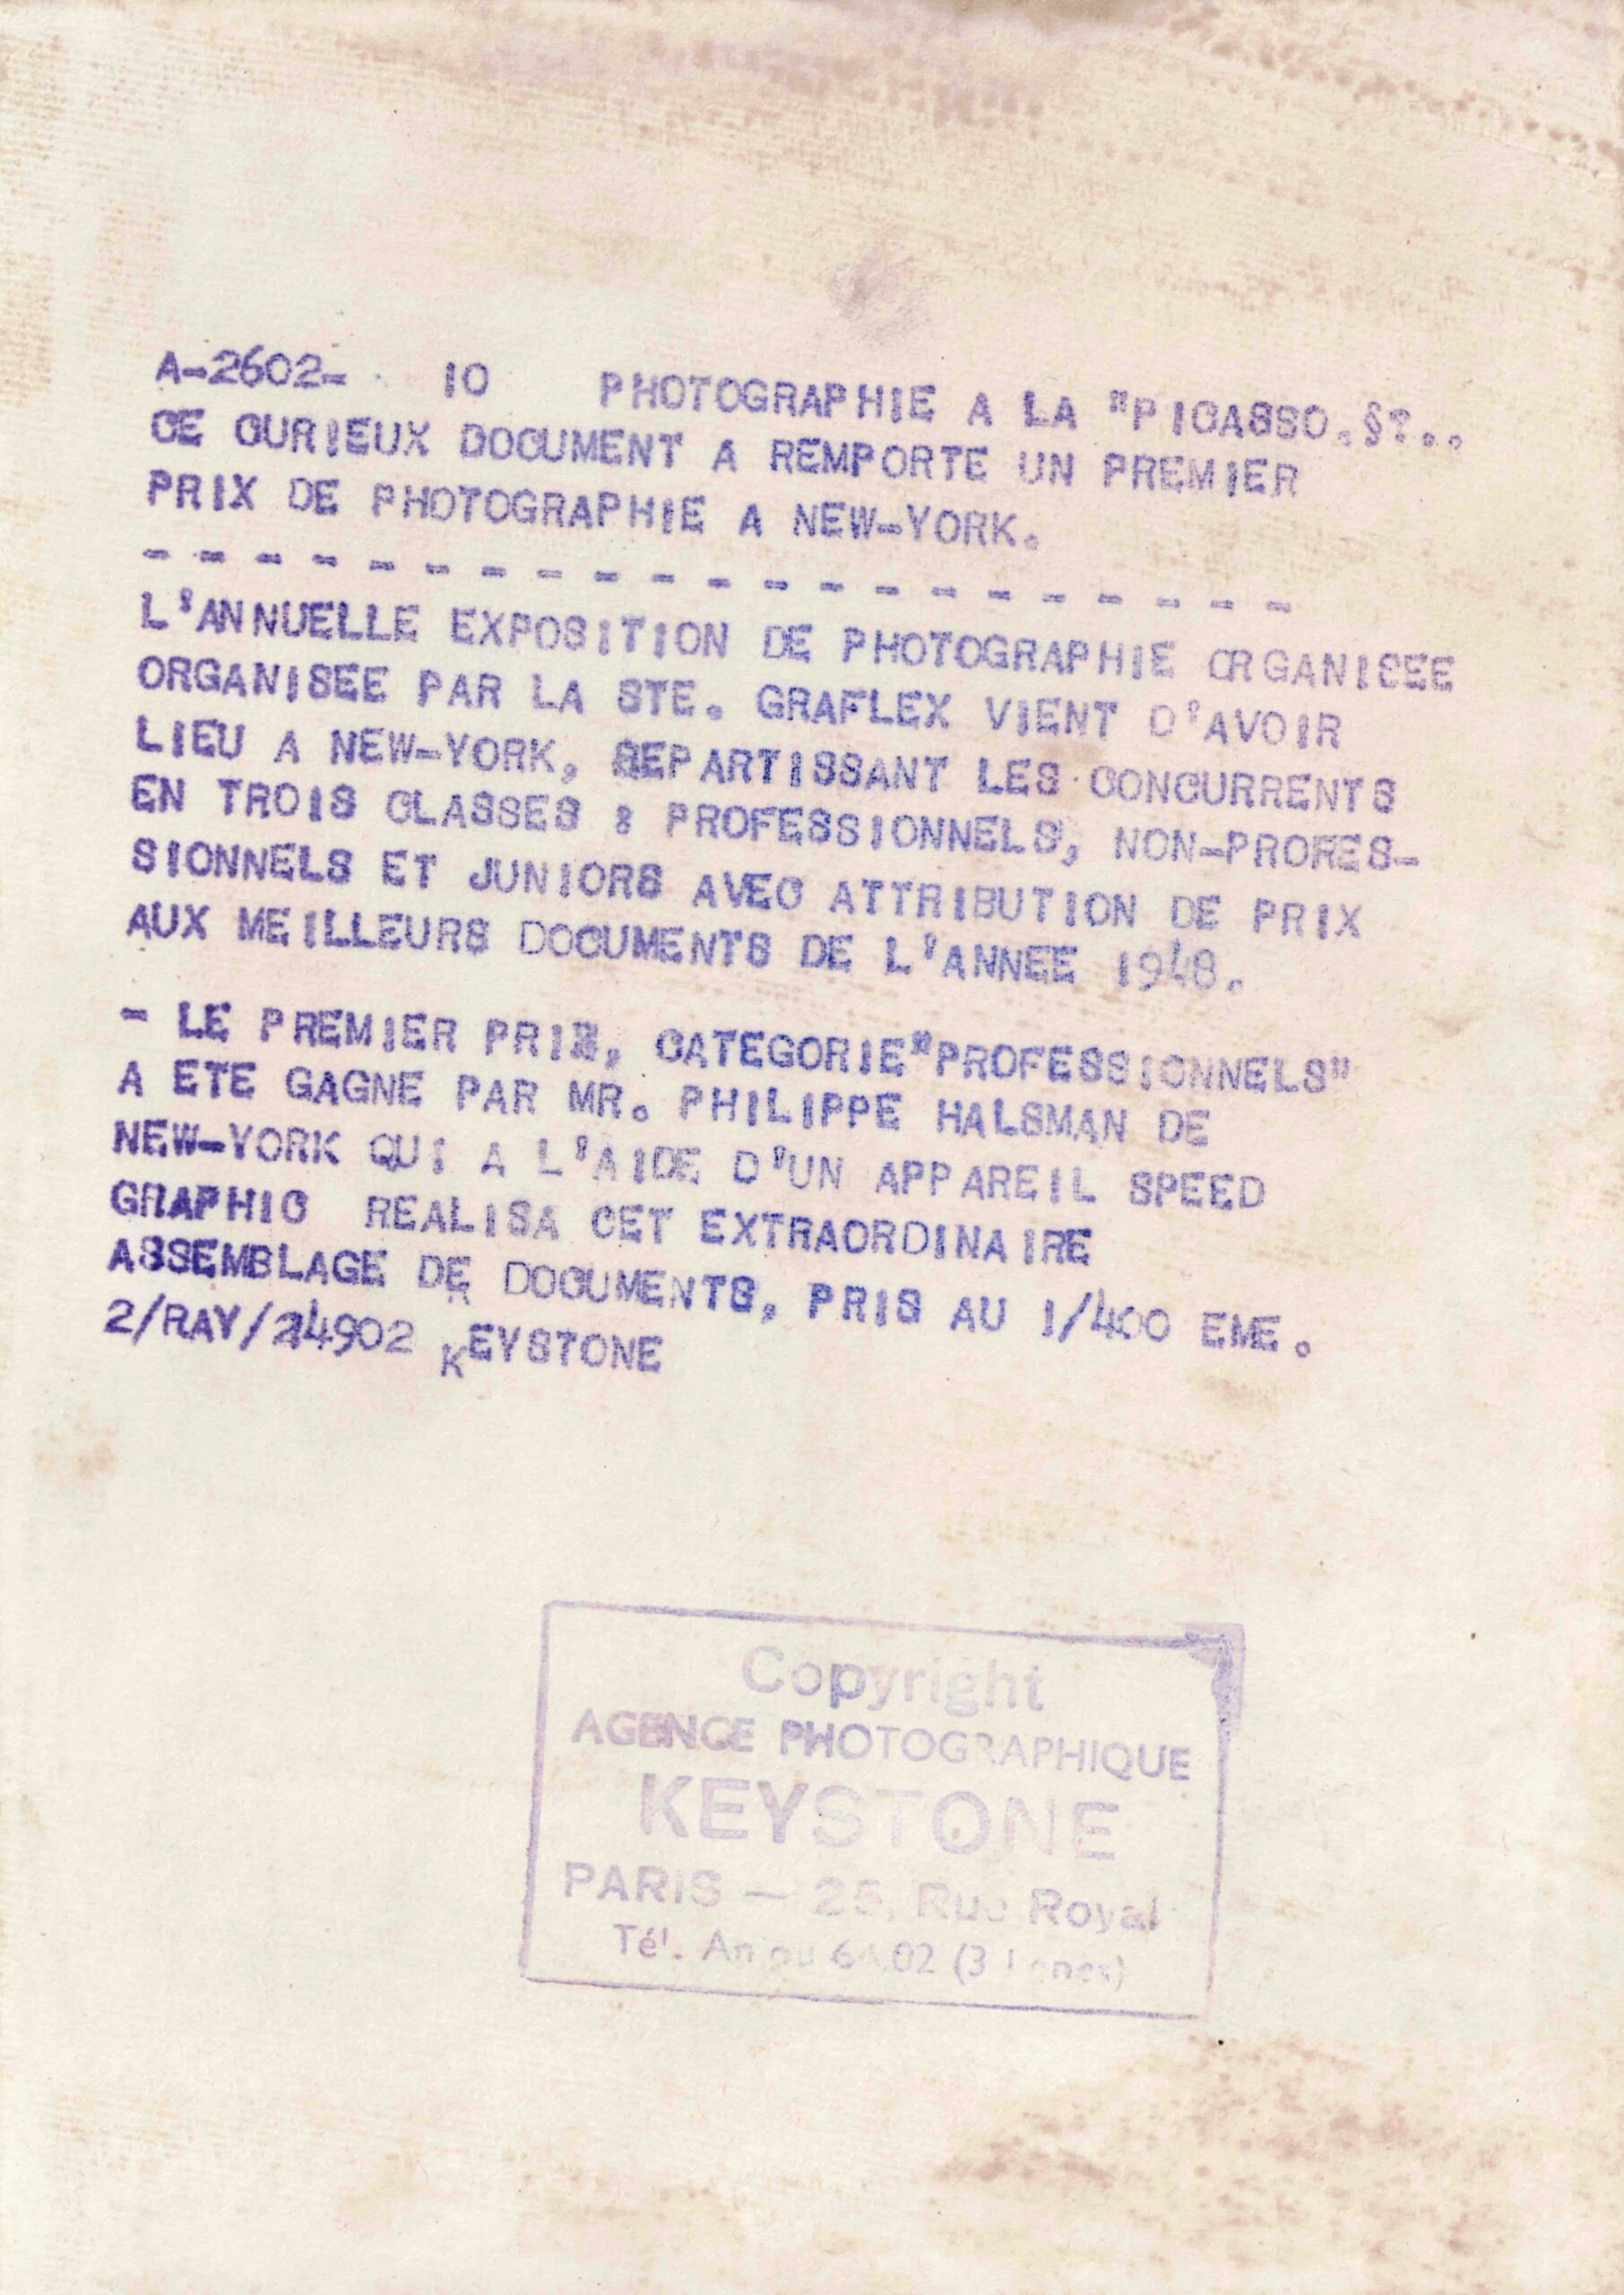 A-2602- 10 PHOTOGRAPHIE A LA "PICASSO.§?..
CE CURIEUX DOCUMENT A REMPORTE UN PREMIER
PRIX DE PHOTOGRAPHIE A NEW-YORK.
- - - - - - - - - - - - - - - - - - - - -
L'ANNUELLE EXPOSITION DE PHOTOGRAPHIE ORGANISEE
ORGANISEE PAR LA STE. GRAFLEX VIENT D'AVOIR
LIEU A NEW-YORK, REPARTISSANT LES CONCURRENTS
EN TROIS CLASSES : PROFESSIONNELS, NON-PROFES-
SIONNELS ET JUNIORS AVEC ATTRIBUTION DE PRIX
AUX MEILLEURS DOCUMENTS DE L'ANNEE 1948.
- LE PREMIER PRIX, CATEGORIE"PROFESSIONNELS"
A ETE GAGNE PAR MR. PHILIPPE HALSMAN DE
NEW-YORK QUI A L'AIDE D'UN APPAREIL SPEED
GRAPHIC REALISA CET EXTRAORDINAIRE
ASSEMBLAGE DE DOCUMENTS, PRIS AU 1/400 EME.
2/RAY/24902 KEYSTONE
Copyright
AGENCE PHOTOGRAPHIQUE
KEYSTONE
PARIS — 25, Rue Royal
Tél. (3 lignes)